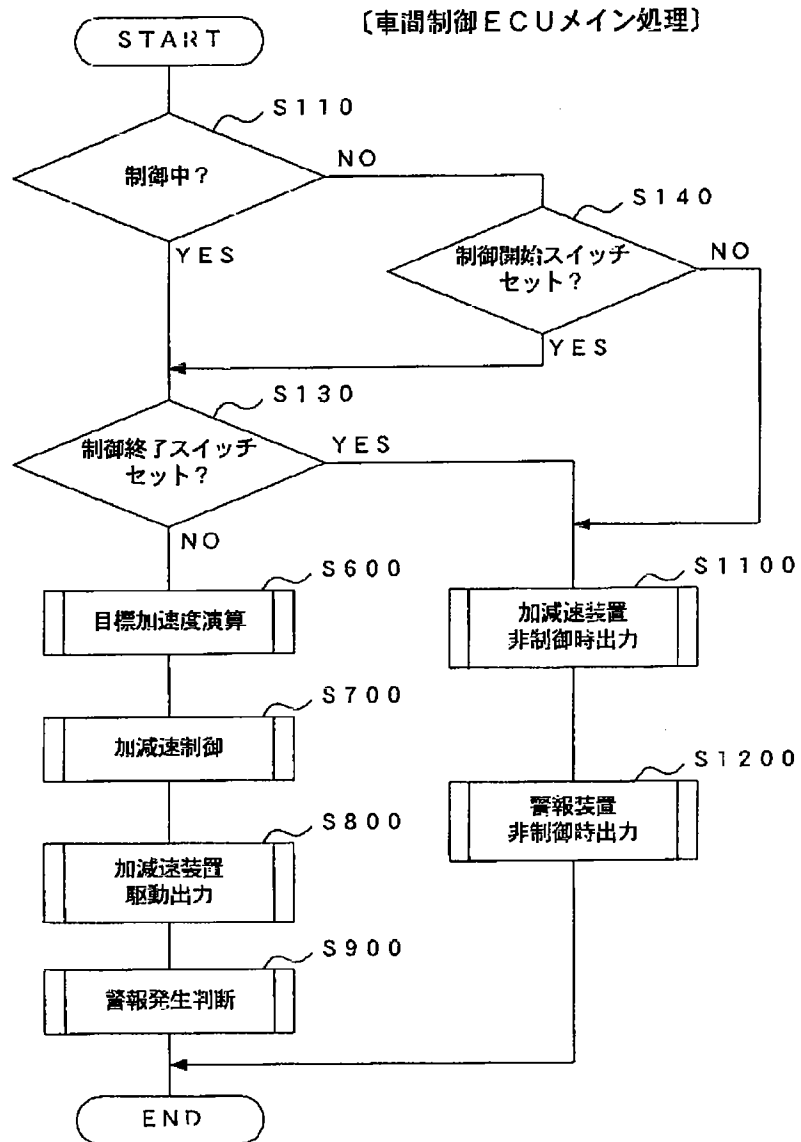 〔車間制御ECUメイン処理〕
START
S110
制御中?
NO
YES
S140
制御開始スイッチ
セット?
NO
YES
S130
制御終了スイッチ
セット?
YES
NO
S600
目標加速度演算
S700
加減速制御
S800
加減速装置
駆動出力
S900
警報発生判断
S1100
加減速装置
非制御時出力
S1200
警報装置
非制御時出力
END